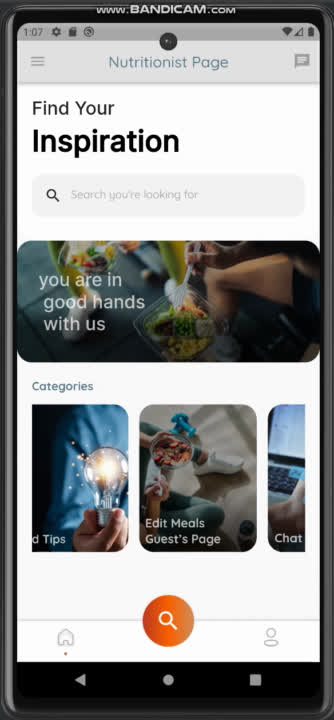 www.BANDICAM.com
1:07
Nutritionist Page
Find Your
Inspiration
Search you're looking for
you are in
good hands
with us
Categories
d Tips
Edit Meals
Guest's Page
Chat